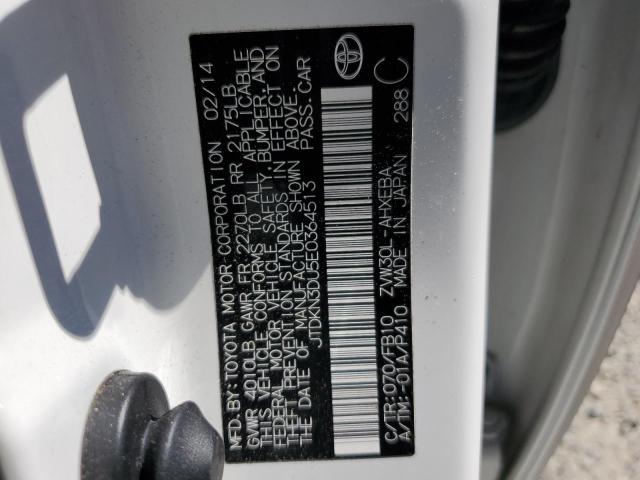 MFD. BY: TOYOTA MOTOR CORPORATION 02/14
GVWR 4010LB GAWR FR 2270LB RR 2175LB
THIS VEHICLE CONFORMS TO ALL APPLICABLE
FEDERAL MOTOR VEHICLE SAFETY, BUMPER, AND
THEFT PREVENTION STANDARDS IN EFFECT ON
THE DATE OF MANUFACTURE SHOWN ABOVE.
JTDKN3DU5E0364513 PASS. CAR
C/TR: 070/FB10 ZVW30L-AHXEBA
A/TM: -01A/P410 MADE IN JAPAN 288 C